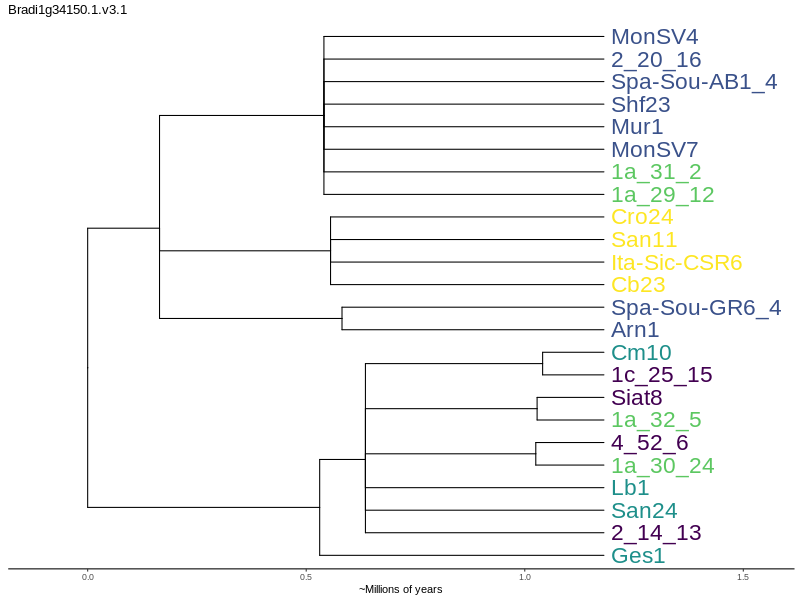 Bradi1g34150.1.v3.1
MonSV4
2_20_16
Spa-Sou-AB1_4
Shf23
Mur1
MonSV7
1a_31_2
1a_29_12
Cro24
San11
Ita-Sic-CSR6
Cb23
Spa-Sou-GR6_4
Arn1
Cm10
1c_25_15
Siat8
1a_32_5
4_52_6
1a_30_24
Lb1
San24
2_14_13
Ges1
0.0 0.5 1.0 1.5
~Millions of years